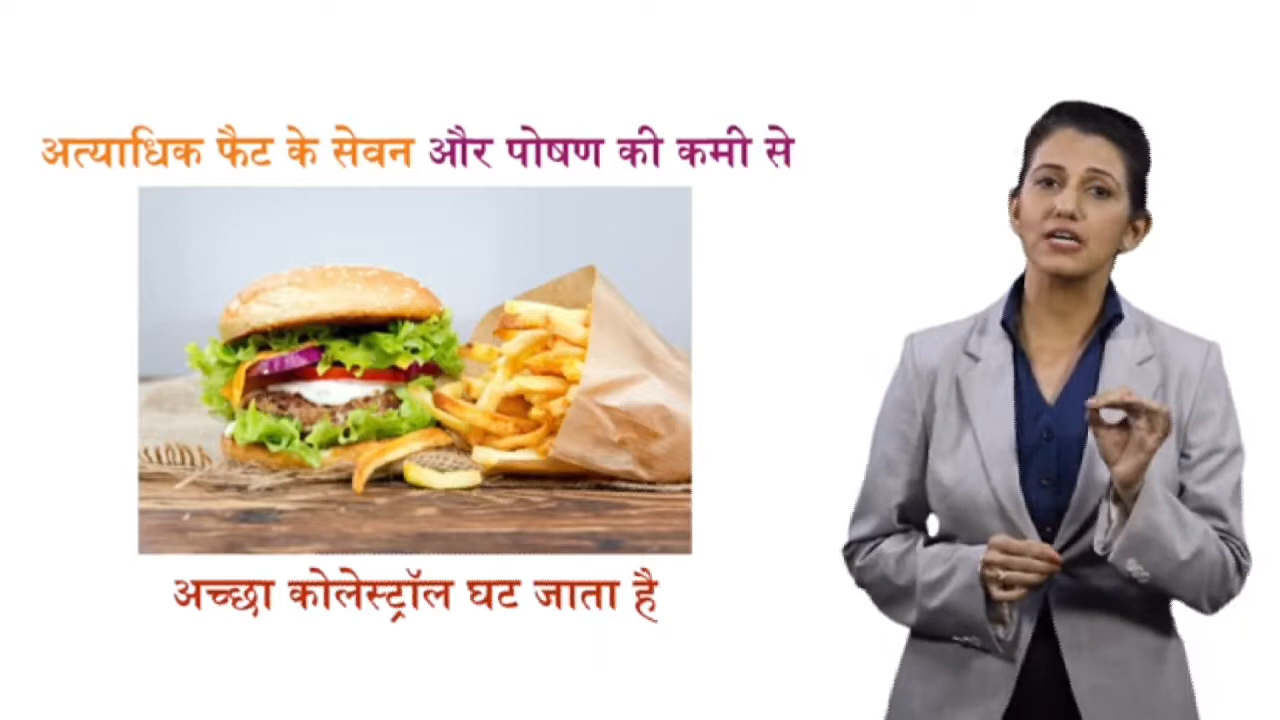 अत्याधिक फैट के सेवन और पोषण की कमी से
अच्छा कोलेस्ट्रॉल घट जाता है